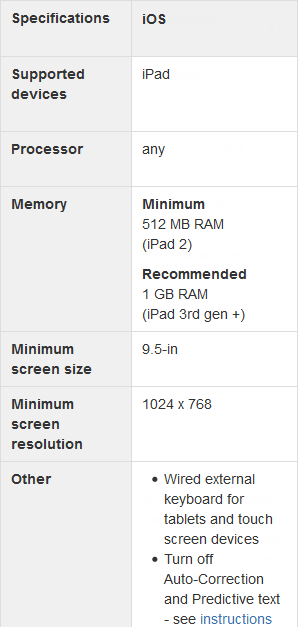 Specifications iOS
Supported devices iPad
Processor any
Memory Minimum
512 MB RAM
(iPad 2)
Recommended
1 GB RAM
(iPad 3rd gen +)
Minimum screen size 9.5-in
Minimum screen resolution 1024 x 768
Other
• Wired external
keyboard for
tablets and touch
screen devices
• Turn off
Auto-Correction
and Predictive text
- see instructions